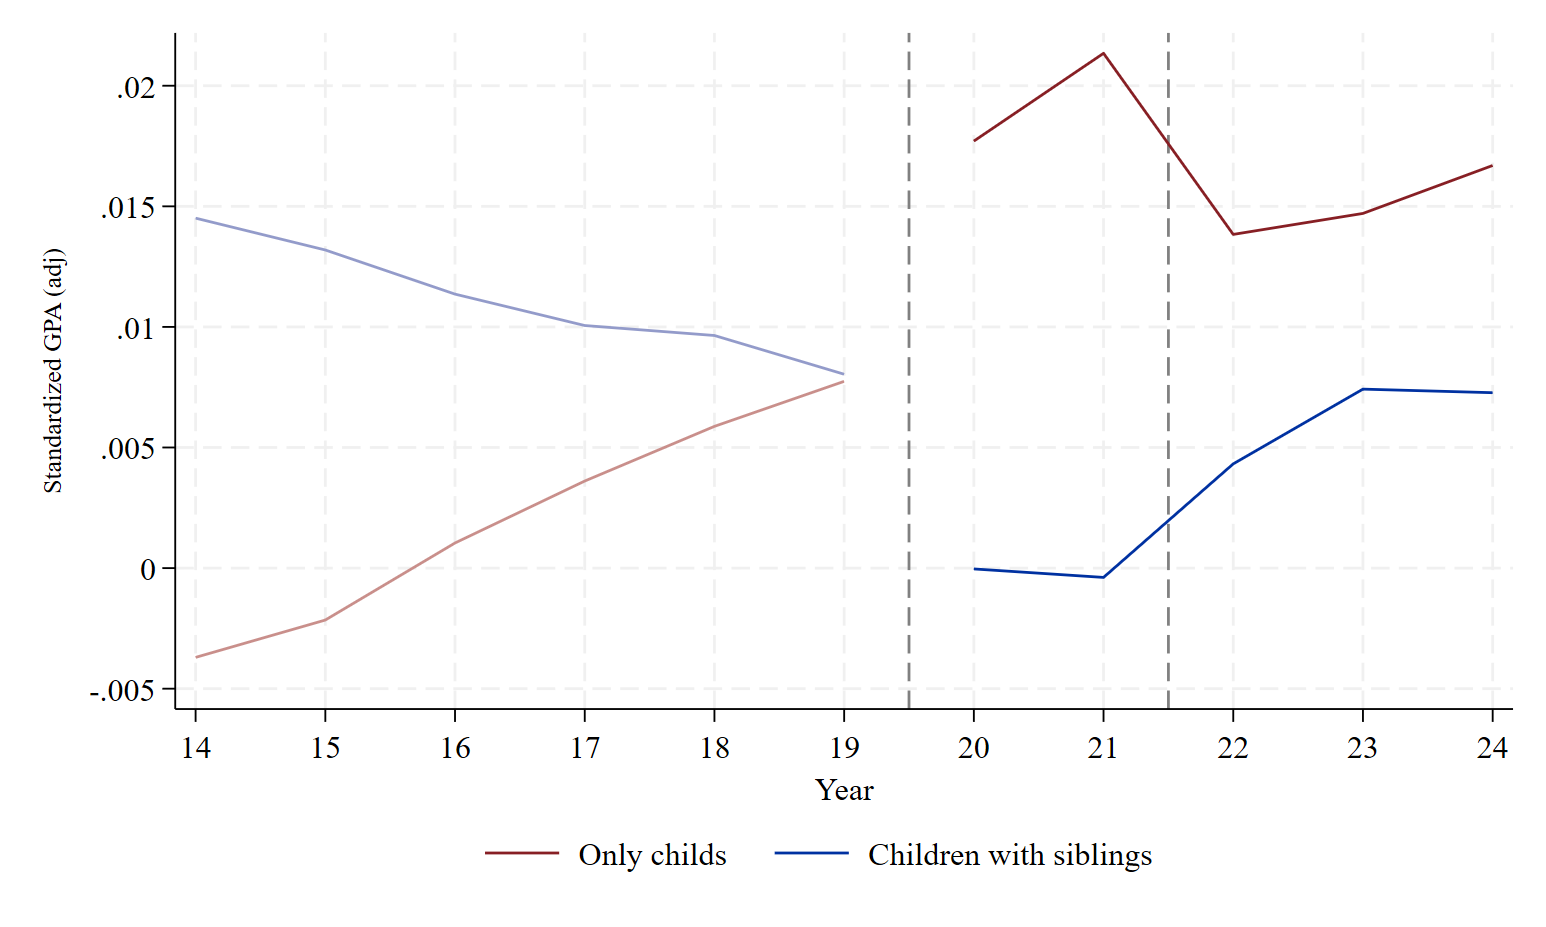 Standardized GPA (adj)
.02
.015
.01
.005
0
-.005
14 15 16 17 18 19 20 21 22 23 24
Year
Only childs Children with siblings